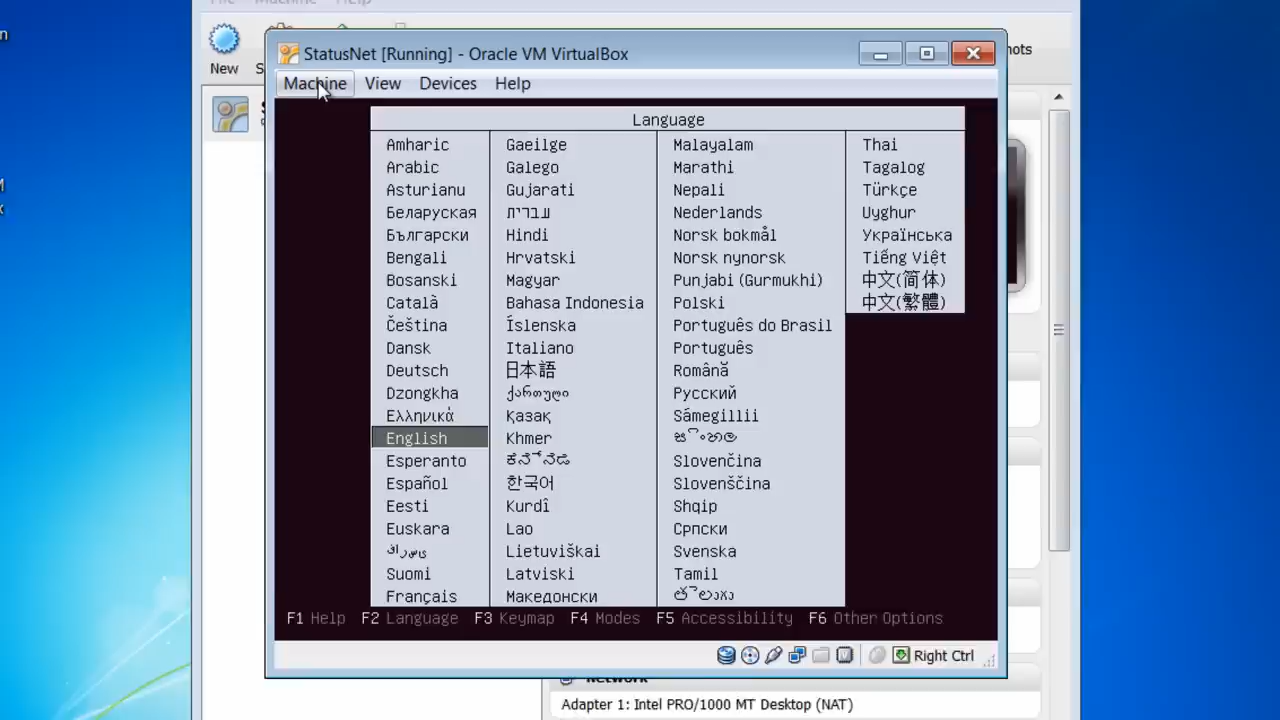 File Machine Help
StatusNet [Running] - Oracle VM VirtualBox
New
Machine View Devices Help
Language
Amharic
Arabic
Asturianu
Беларуская
Български
Bengali
Bosanski
Català
Čeština
Dansk
Deutsch
Dzongkha
Ελληνικά
English
Esperanto
Español
Eesti
Euskara
Suomi
Français
Gaeilge
Galego
Gujarati
עברית
Hindi
Hrvatski
Magyar
Bahasa Indonesia
Íslenska
Italiano
日本語
ქართული
Қазақ
Khmer
한국어
Kurdî
Lao
Lietuviškai
Latviski
Македонски
Malayalam
Marathi
Nepali
Nederlands
Norsk bokmål
Norsk nynorsk
Punjabi (Gurmukhi)
Polski
Português do Brasil
Português
Română
Русский
Sámegillii
Slovenčina
Slovenščina
Shqip
Српски
Svenska
Tamil
Thai
Tagalog
Türkçe
Uyghur
Українська
Tiếng Việt
中文(简体)
中文(繁體)
F1 Help F2 Language F3 Keymap F4 Modes F5 Accessibility F6 Other Options
Right Ctrl
Network
Adapter 1: Intel PRO/1000 MT Desktop (NAT)